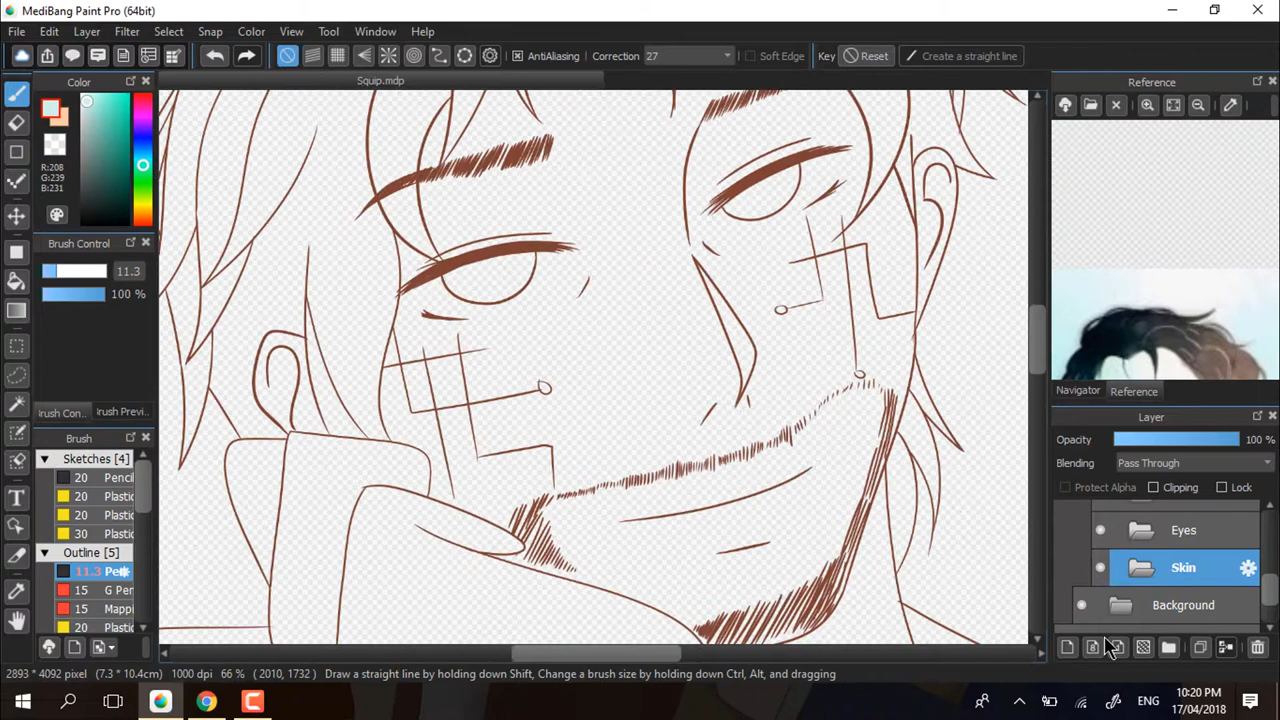 MediBang Paint Pro (64bit)
File Edit Layer Filter Select Snap Color View Tool Window Help
AntiAliasing Correction 27 Soft Edge Key Reset Create a straight line
Color
Squip.mdp
Reference
R:208
G:239
B:231
Brush Control
11.3
100 %
Brush Previ..
Brush
Sketches [4]
20 Pencil
20 Plastic
20 Plastic
30 Plastic
Outline [5]
11.3 Pe
15 G Pen
15 Mappi
20 Plastic
Navigator Reference
Layer
Opacity 100 %
Blending Pass Through
Protect Alpha Clipping Lock
Eyes
Skin
Background
2893 * 4092 pixel (7.3 * 10.4cm) 1000 dpi 66 % ( 2010, 1732 ) Draw a straight line by holding down Shift, Change a brush size by holding down Ctrl, Alt, and dragging
ENG
10:20 PM
17/04/2018